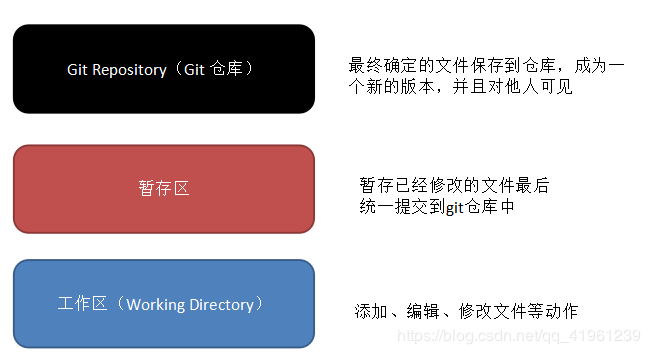 Git Repository（Git 仓库）
最终确定的文件保存到仓库，成为一
个新的版本，并且对他人可见
暂存区
暂存已经修改的文件最后
统一提交到git仓库中
工作区（Working Directory）
添加、编辑、修改文件等动作
https://blog.csdn.net/qq_41961239